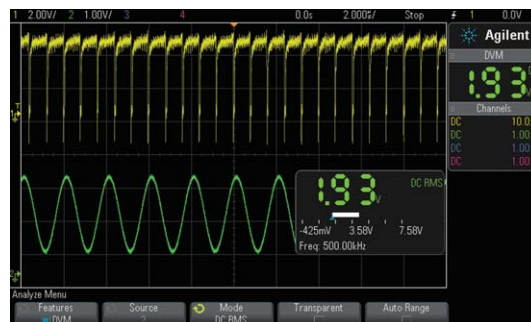 1 2.00V/ 2 1.00V/ 3 4 0.0s 2.000s/ Stop 1 0.0V
Agilent
DVM
1.93
Channels
DC 10.0
DC 1.00
DC 1.00
DC 1.00
1.93V DC RMS
-425mV 3.58V 7.58V
Freq: 500.00kHz
Analyze Menu
Features Source Mode Transparent Auto Range
DVM 2 DC RMS